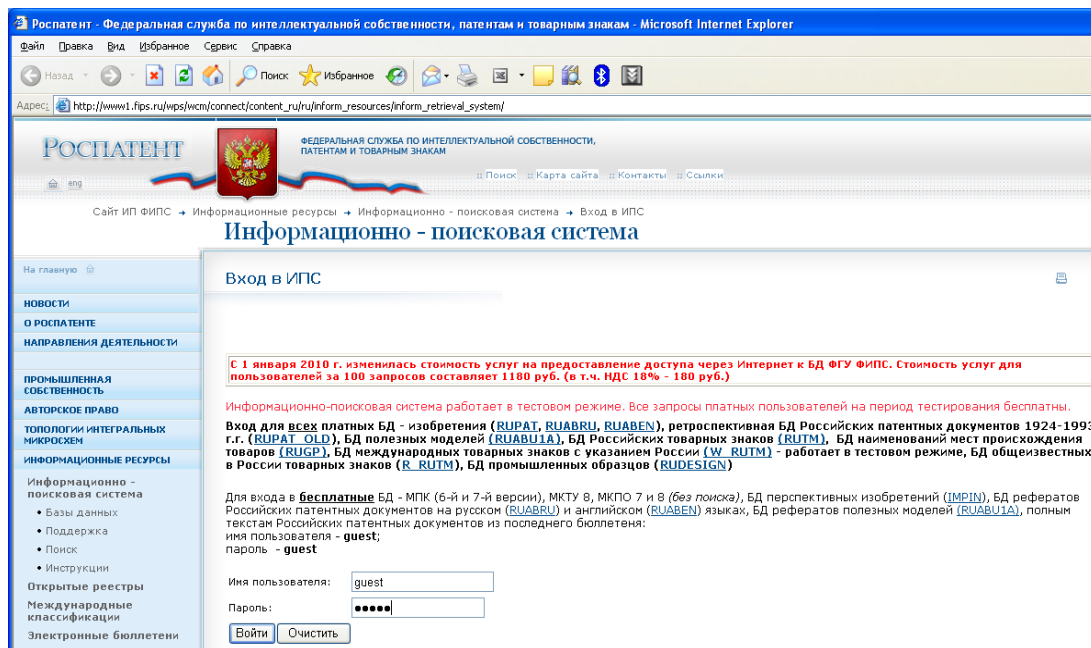 Роспатент - Федеральная служба по интеллектуальной собственности, патентам и товарным знакам - Microsoft Internet Explorer
Файл Правка Вид Избранное Сервис Справка
Назад Поиск Избранное
Адрес: http://www1.fips.ru/wps/wcm/connect/content_ru/ru/inform_resources/inform_retrieval_system/
РОСПАТЕНТ
ФЕДЕРАЛЬНАЯ СЛУЖБА ПО ИНТЕЛЛЕКТУАЛЬНОЙ СОБСТВЕННОСТИ,
ПАТЕНТАМ И ТОВАРНЫМ ЗНАКАМ
eng
Поиск Карта сайта Контакты Ссылки
Сайт ИП ФИПС → Информационные ресурсы → Информационно - поисковая система → Вход в ИПС
Информационно - поисковая система
На главную
НОВОСТИ
О РОСПАТЕНТЕ
НАПРАВЛЕНИЯ ДЕЯТЕЛЬНОСТИ
ПРОМЫШЛЕННАЯ
СОБСТВЕННОСТЬ
АВТОРСКОЕ ПРАВО
ТОПОЛОГИИ ИНТЕГРАЛЬНЫХ
МИКРОСХЕМ
ИНФОРМАЦИОННЫЕ РЕСУРСЫ
Информационно -
поисковая система
• Базы данных
• Поддержка
• Поиск
• Инструкции
Открытые реестры
Международные
классификации
Электронные бюллетени
Вход в ИПС
С 1 января 2010 г. изменилась стоимость услуг на предоставление доступа через Интернет к БД ФГУ ФИПС. Стоимость услуг для
пользователей за 100 запросов составляет 1180 руб. (в т.ч. НДС 18% - 180 руб.)
Информационно-поисковая система работает в тестовом режиме. Все запросы платных пользователей на период тестирования бесплатны.
Вход для всех платных БД - изобретения (RUPAT, RUABRU, RUABEN), ретроспективная БД Российских патентных документов 1924-1993
г.г. (RUPAT_OLD), БД полезных моделей (RUABU1A), БД Российских товарных знаков (RUTM), БД наименований мест происхождения
товаров (RUGP), БД международных товарных знаков с указанием России (W_RUTM) - работает в тестовом режиме, БД общеизвестных
в России товарных знаков (R_RUTM), БД промышленных образцов (RUDESIGN)
Для входа в бесплатные БД - МПК (6-й и 7-й версии), МКТУ 8, МКПО 7 и 8 (без поиска), БД перспективных изобретений (IMPIN), БД рефератов
Российских патентных документов на русском (RUABRU) и английском (RUABEN) языках, БД рефератов полезных моделей (RUABU1A), полным
текстам Российских патентных документов из последнего бюллетеня:
имя пользователя - guest;
пароль - guest
Имя пользователя: guest
Пароль: •••••
Войти Очистить